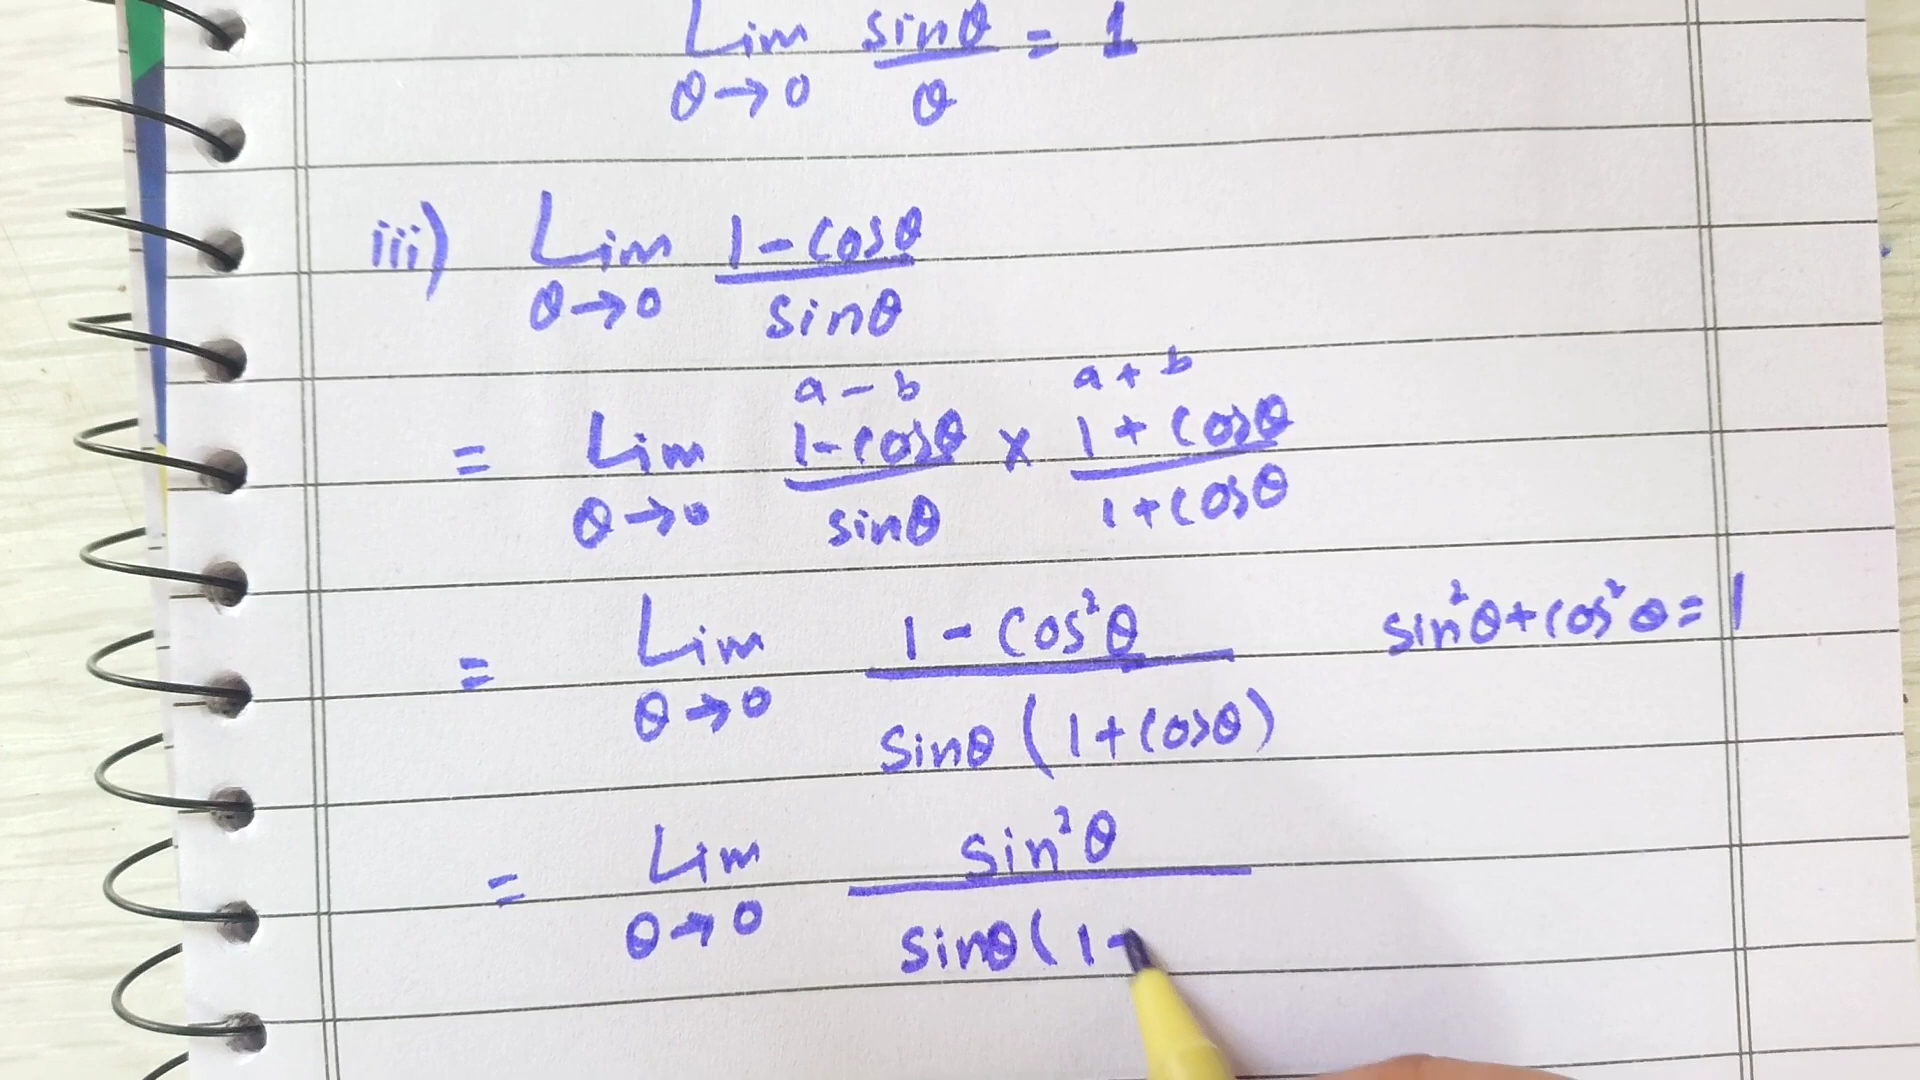 Lim sinθ = 1
θ→0 θ
iii) Lim 1-cosθ
θ→0 sinθ
a - b a + b
= Lim 1-cosθ × 1 + cosθ
θ→0 sinθ 1+cosθ
= Lim 1 - cos²θ sin²θ+cos²θ=1
θ→0 sinθ (1+cosθ)
= Lim sin²θ
θ→0 sinθ(1-